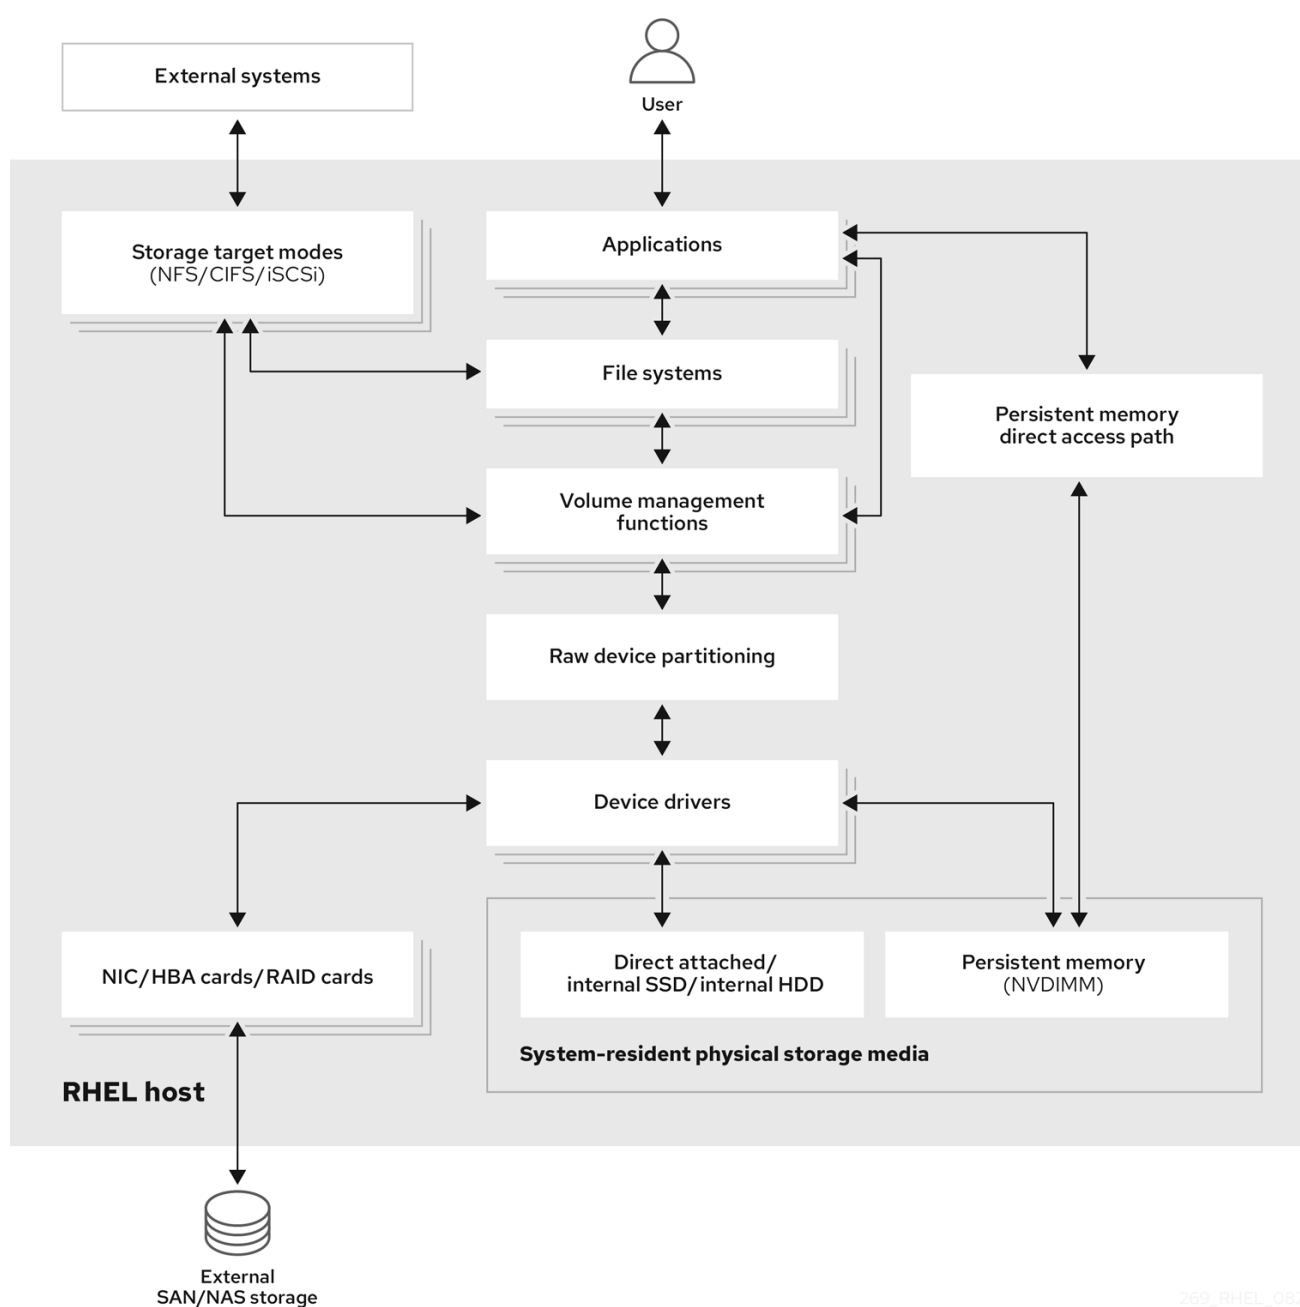 External systems
User
Storage target modes
(NFS/CIFS/iSCSi)
Applications
File systems
Persistent memory
direct access path
Volume management
functions
Raw device partitioning
Device drivers
NIC/HBA cards/RAID cards
Direct attached/
internal SSD/internal HDD
Persistent memory
(NVDIMM)
System-resident physical storage media
RHEL host
External
SAN/NAS storage